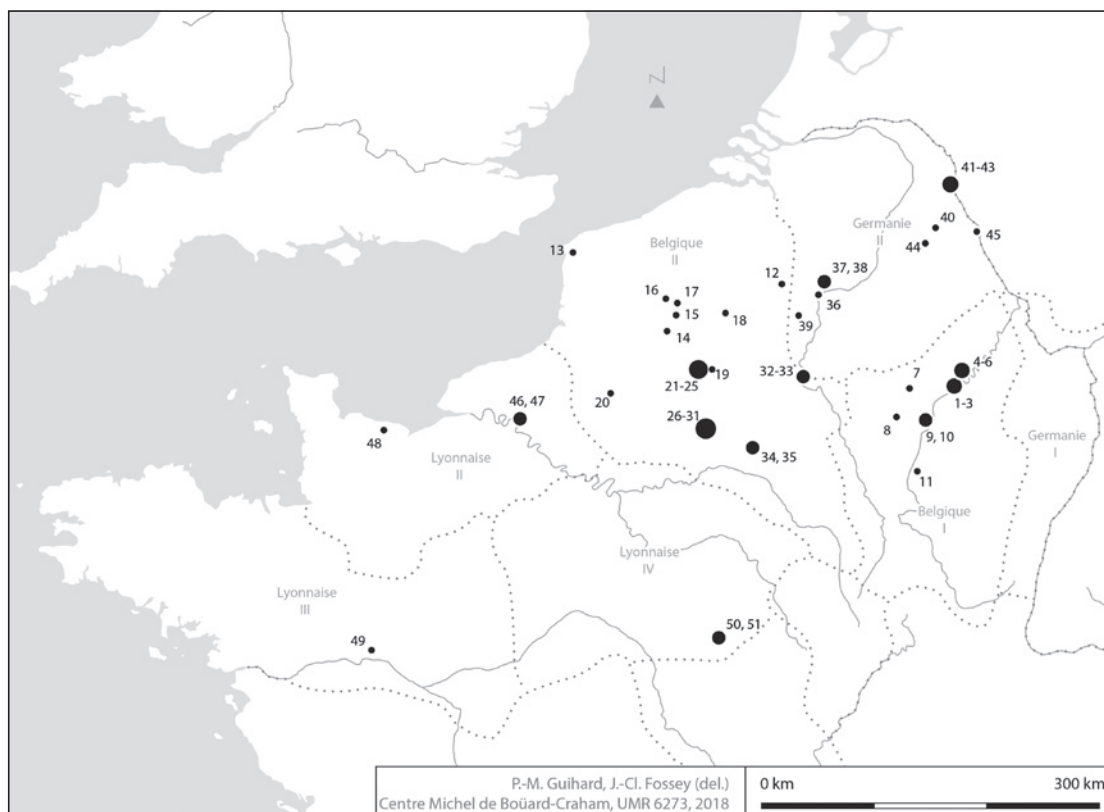 N
41-43
40
45
44
Germanie
II
13
Belgique
II
12
37, 38
16
17
36
15
18
39
14
4-6
32-33
7
19
21-25
1-3
20
46, 47
8
26-31
9, 10
48
Germanie
I
34, 35
Lyonnaise
II
11
Belgique
I
Lyonnaise
IV
Lyonnaise
III
50, 51
49
P.-M. Guihard, J.-Cl. Fossey (del.)
Centre Michel de Boüard-Craham, UMR 6273, 2018
0 km
300 km